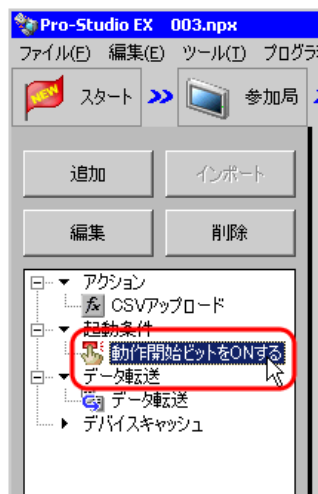 Pro-Studio EX 003.npx
ファイル(F) 編集(E) ツール(T) プログラ
NEW スタート 参加局
追加 インポート
編集 削除
アクション
fx CSVアップロード
起動条件
動作開始ビットをONする
データ転送
データ転送
デバイスキャッシュ